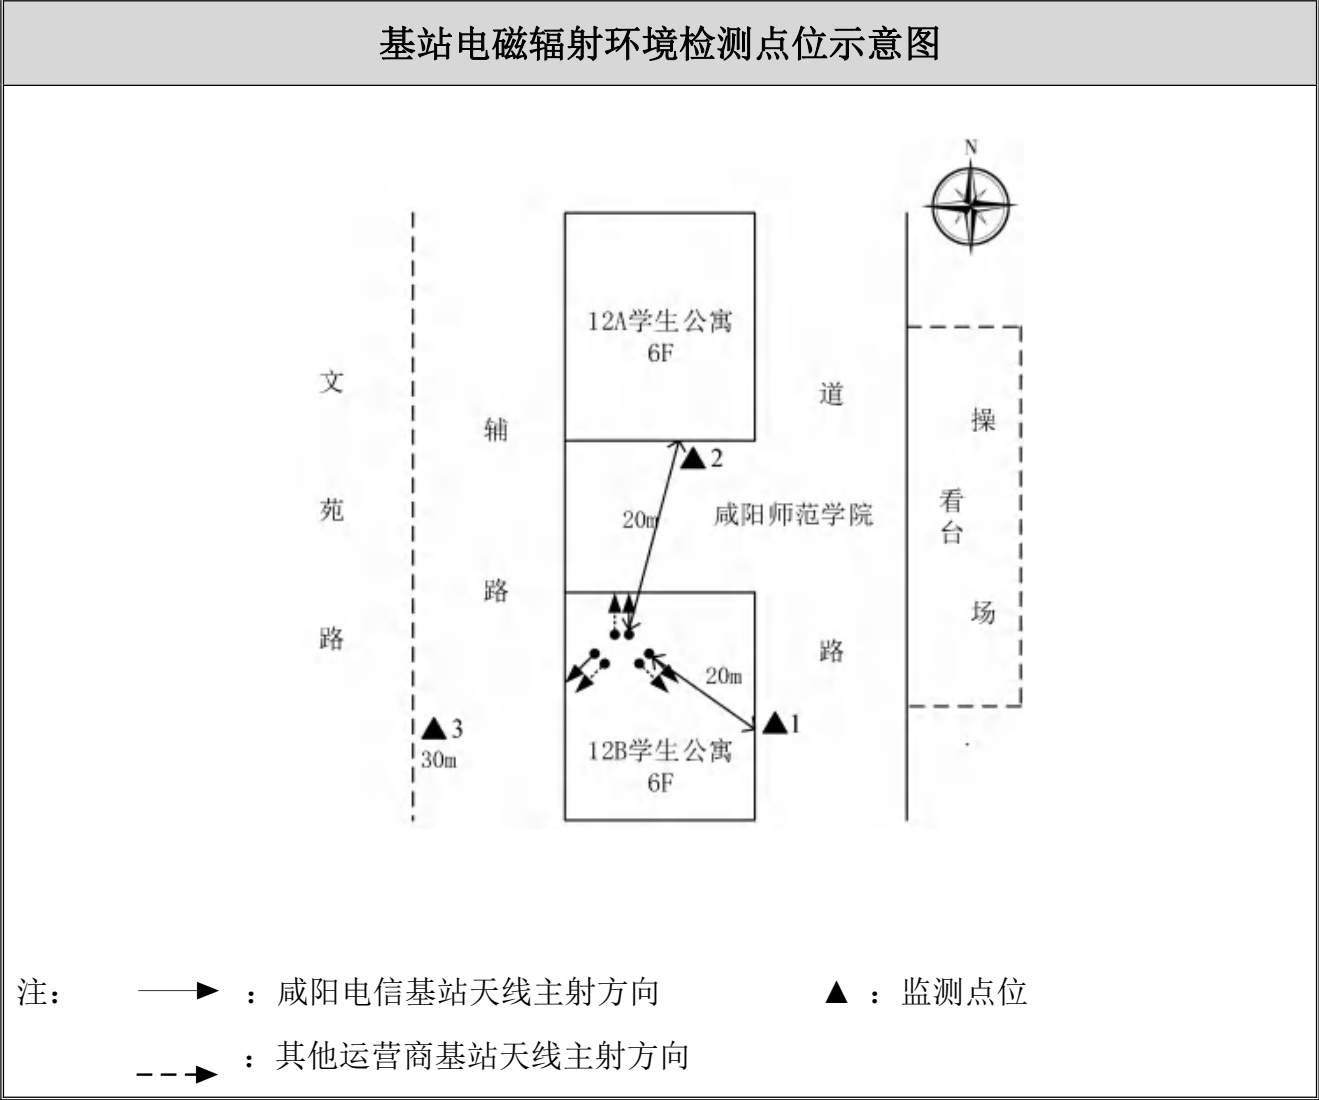 基站电磁辐射环境检测点位示意图
N
12A学生公寓
6F
文
苑
路
辅
路
道
路
操
场
看
台
2
20m
咸阳师范学院
20m
1
3
30m
12B学生公寓
6F
注：
：咸阳电信基站天线主射方向
▲：监测点位
：其他运营商基站天线主射方向